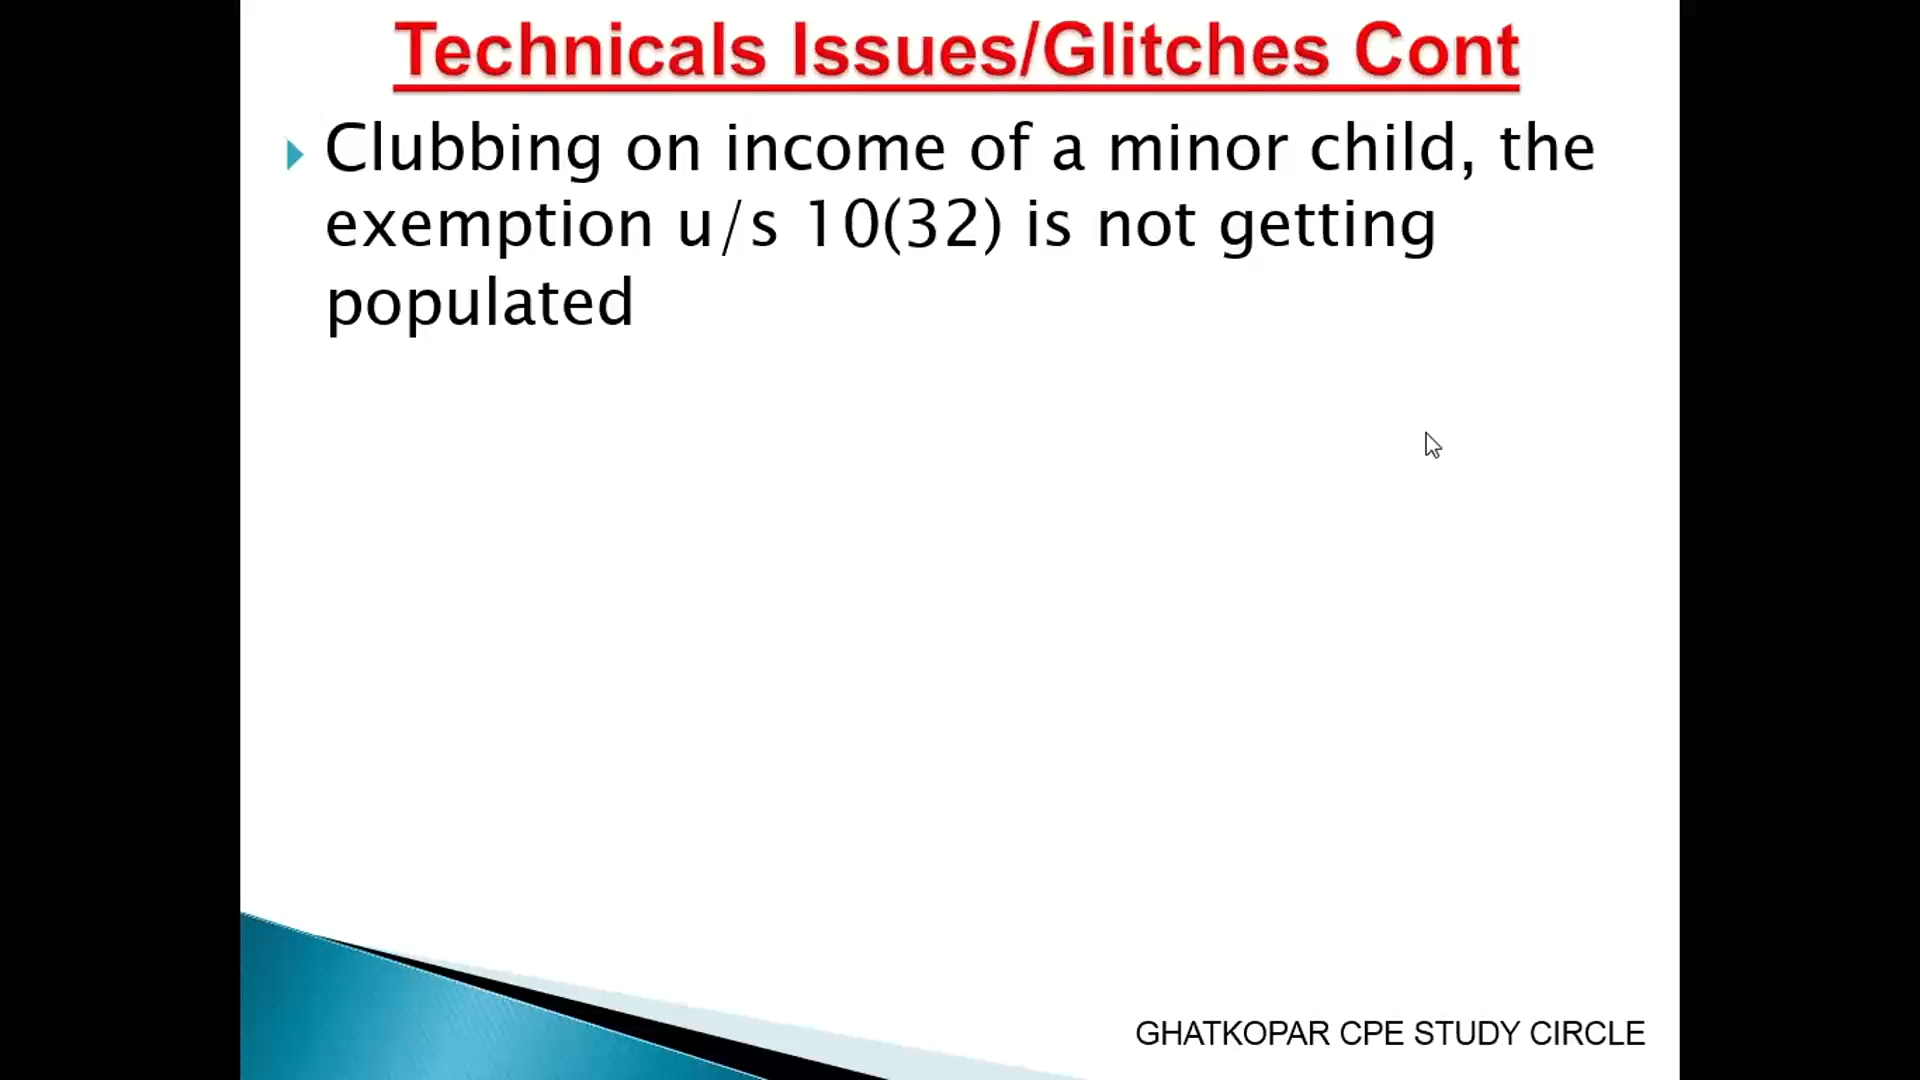 Technicals Issues/Glitches Cont
Clubbing on income of a minor child, the
exemption u/s 10(32) is not getting
populated
GHATKOPAR CPE STUDY CIRCLE